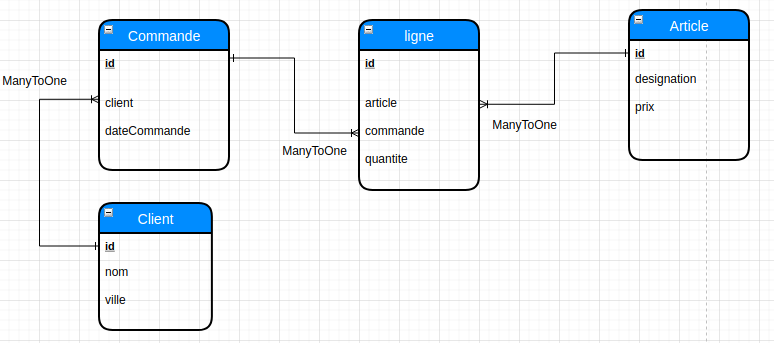 Commande
id
client
dateCommande
ManyToOne
ligne
id
article
commande
quantite
ManyToOne
Article
id
designation
prix
ManyToOne
Client
id
nom
ville